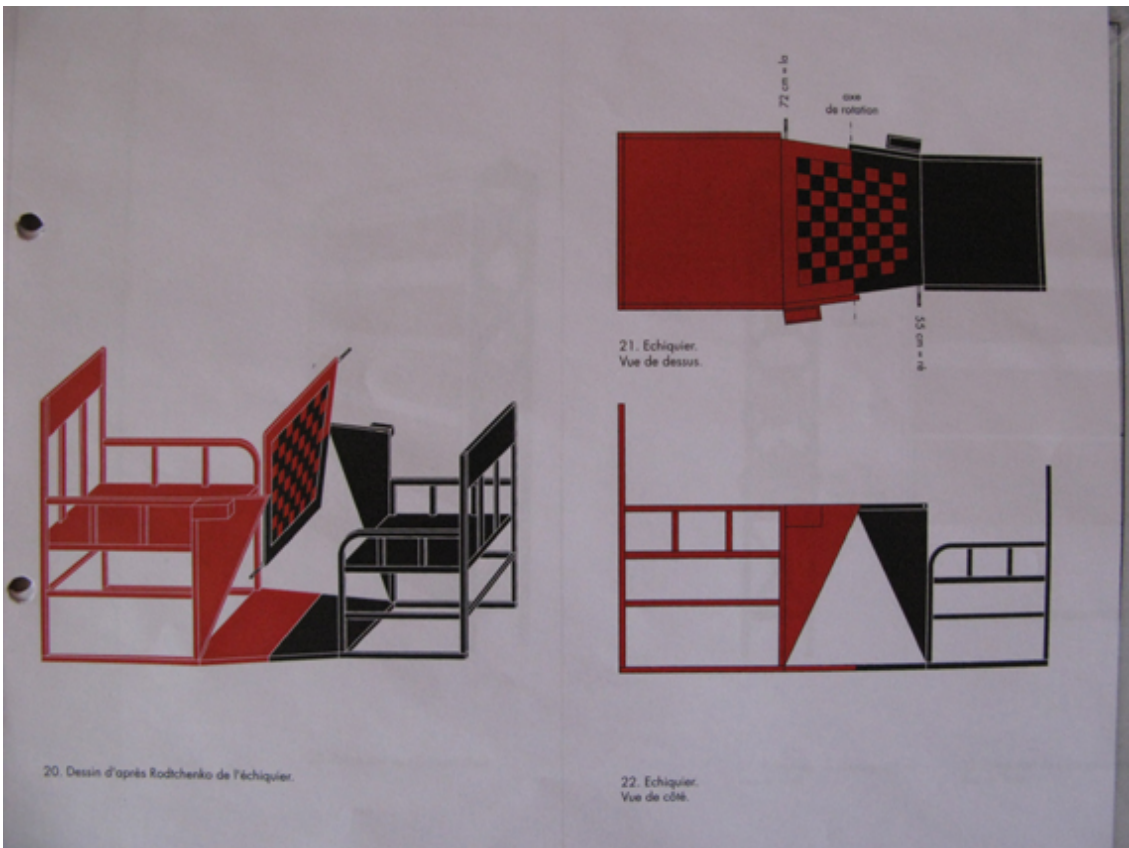 72 cm = la
axe
de rotation
55 cm = ré
21. Echiquier.
Vue de dessus.
20. Dessin d'après Rodtchenko de l'échiquier.
22. Echiquier.
Vue de côté.